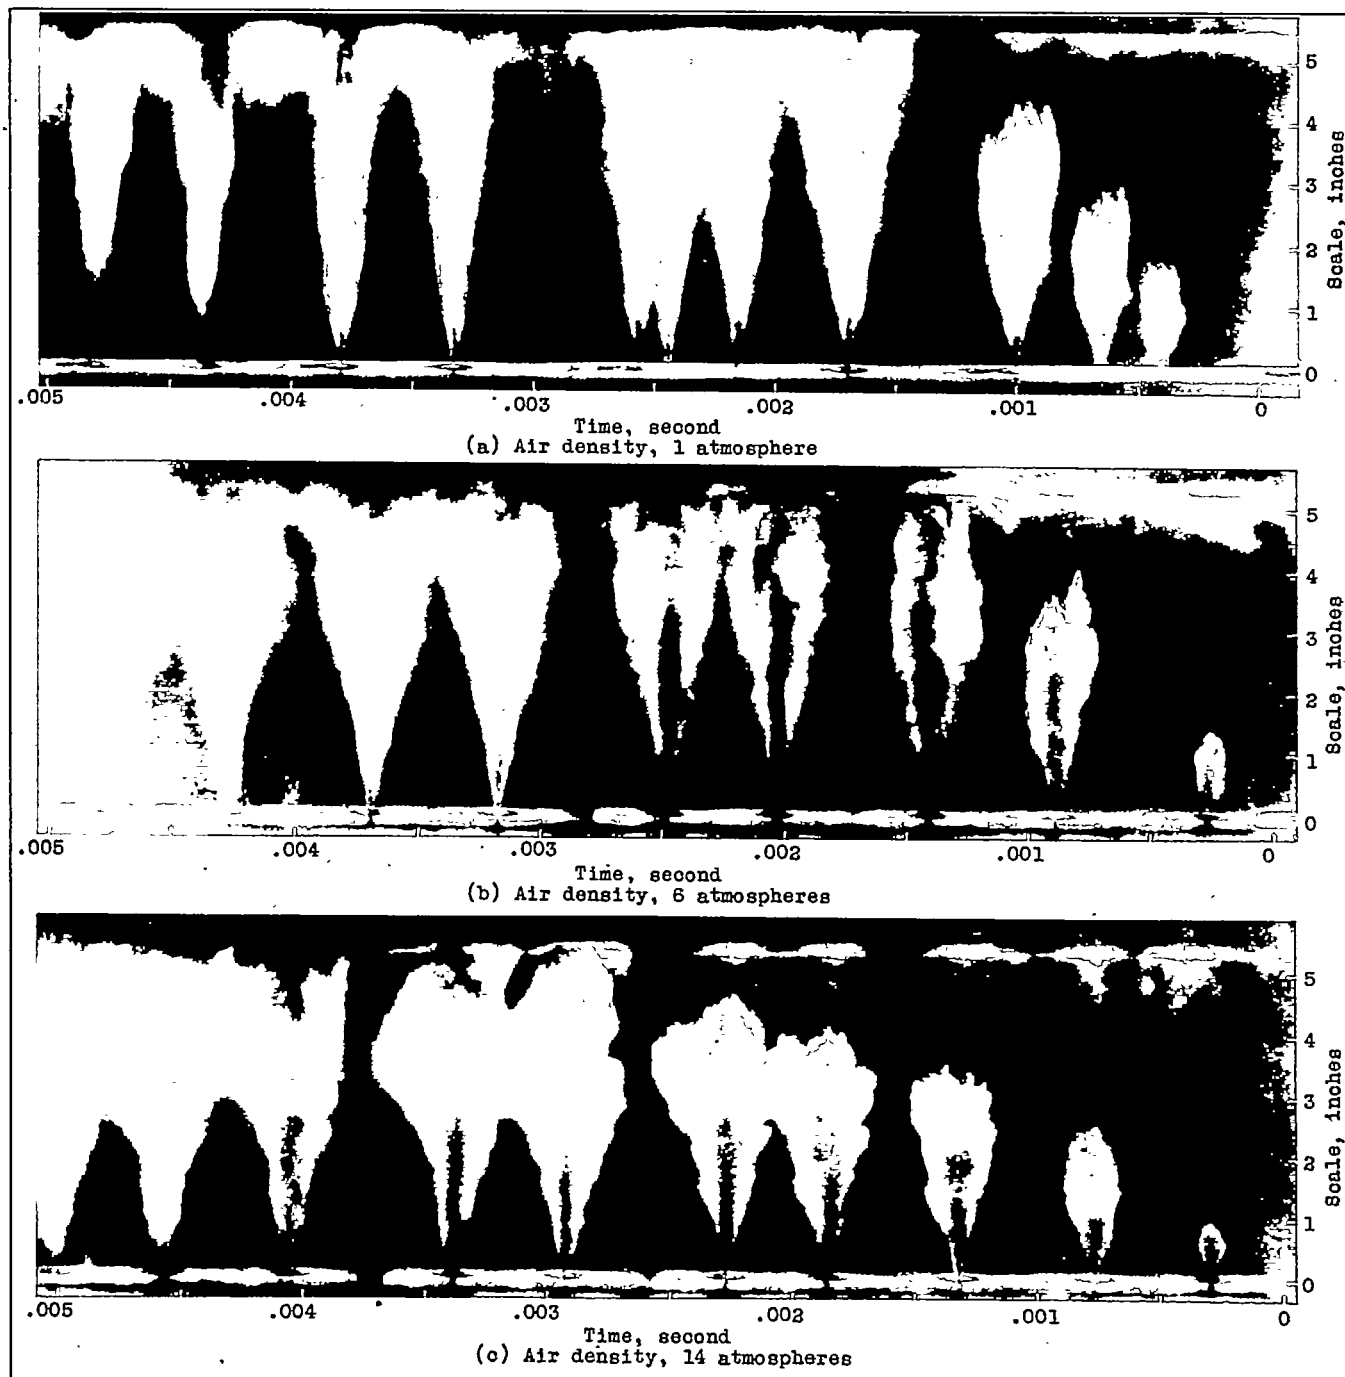 5
4
3
2
1
0
Scale, inches
.005 .004 .003 .002 .001 0
Time, second
(a) Air density, 1 atmosphere
5
4
3
2
1
0
Scale, inches
.005 .004 .003 .002 .001 0
Time, second
(b) Air density, 6 atmospheres
5
4
3
2
1
0
Scale, inches
.005 .004 .003 .002 .001 0
Time, second
(c) Air density, 14 atmospheres